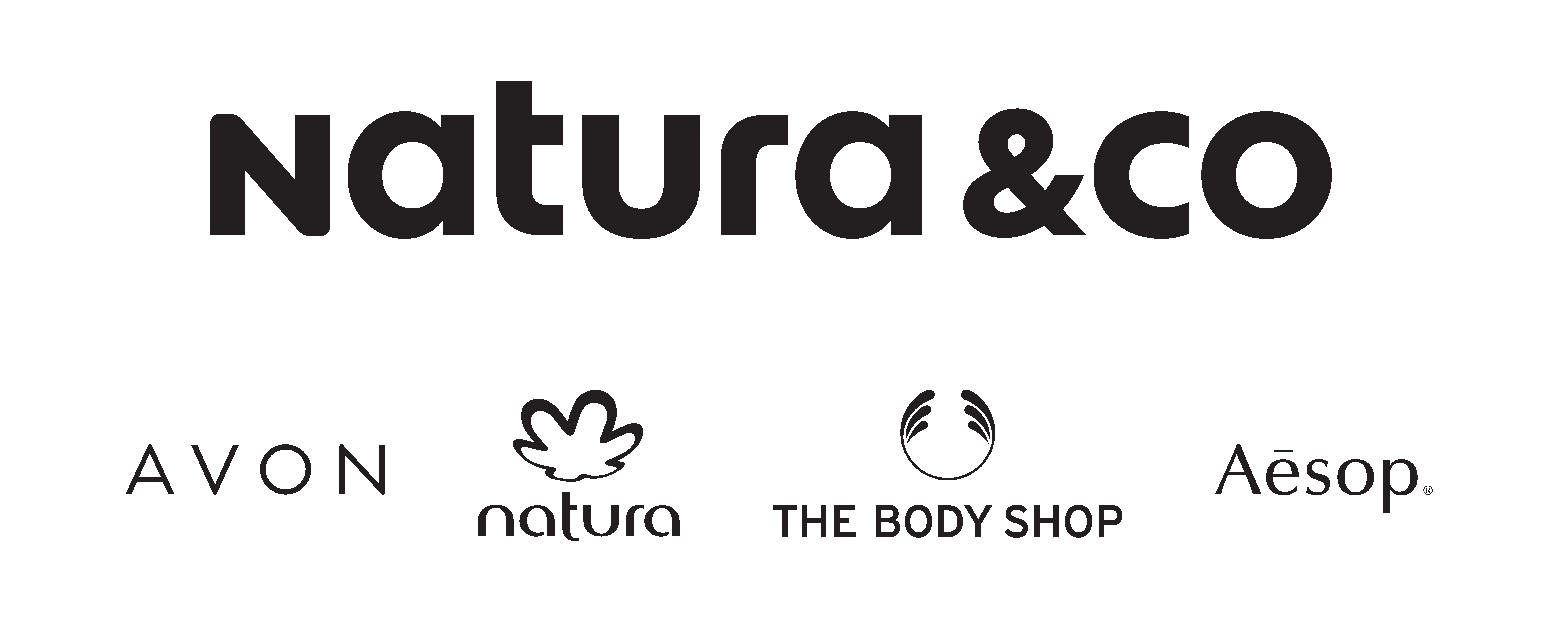 natura &co
AVON
natura
THE BODY SHOP
Aēsop®